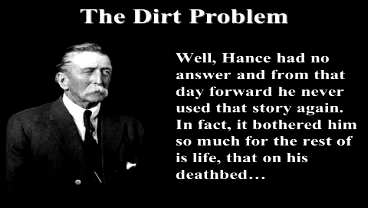 The Dirt Problem
Well, Hance had no
answer and from that
day forward he never
used that story again.
In fact, it bothered him
so much for the rest of
is life, that on his
deathbed…